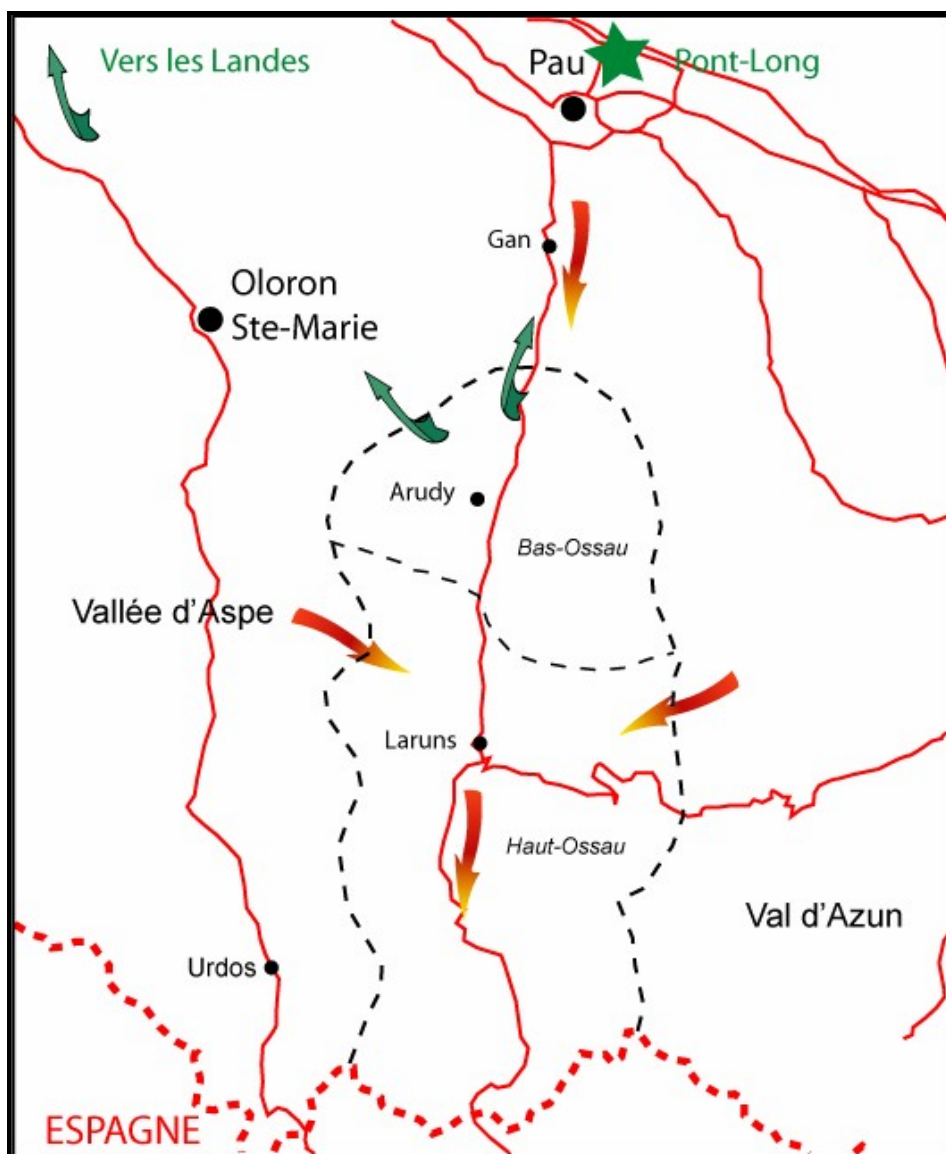 Vers les Landes
Pau
Pont-Long
Gan
Oloron
Ste-Marie
Arudy
Bas-Ossau
Vallée d'Aspe
Laruns
Haut-Ossau
Val d'Azun
Urdos
ESPAGNE